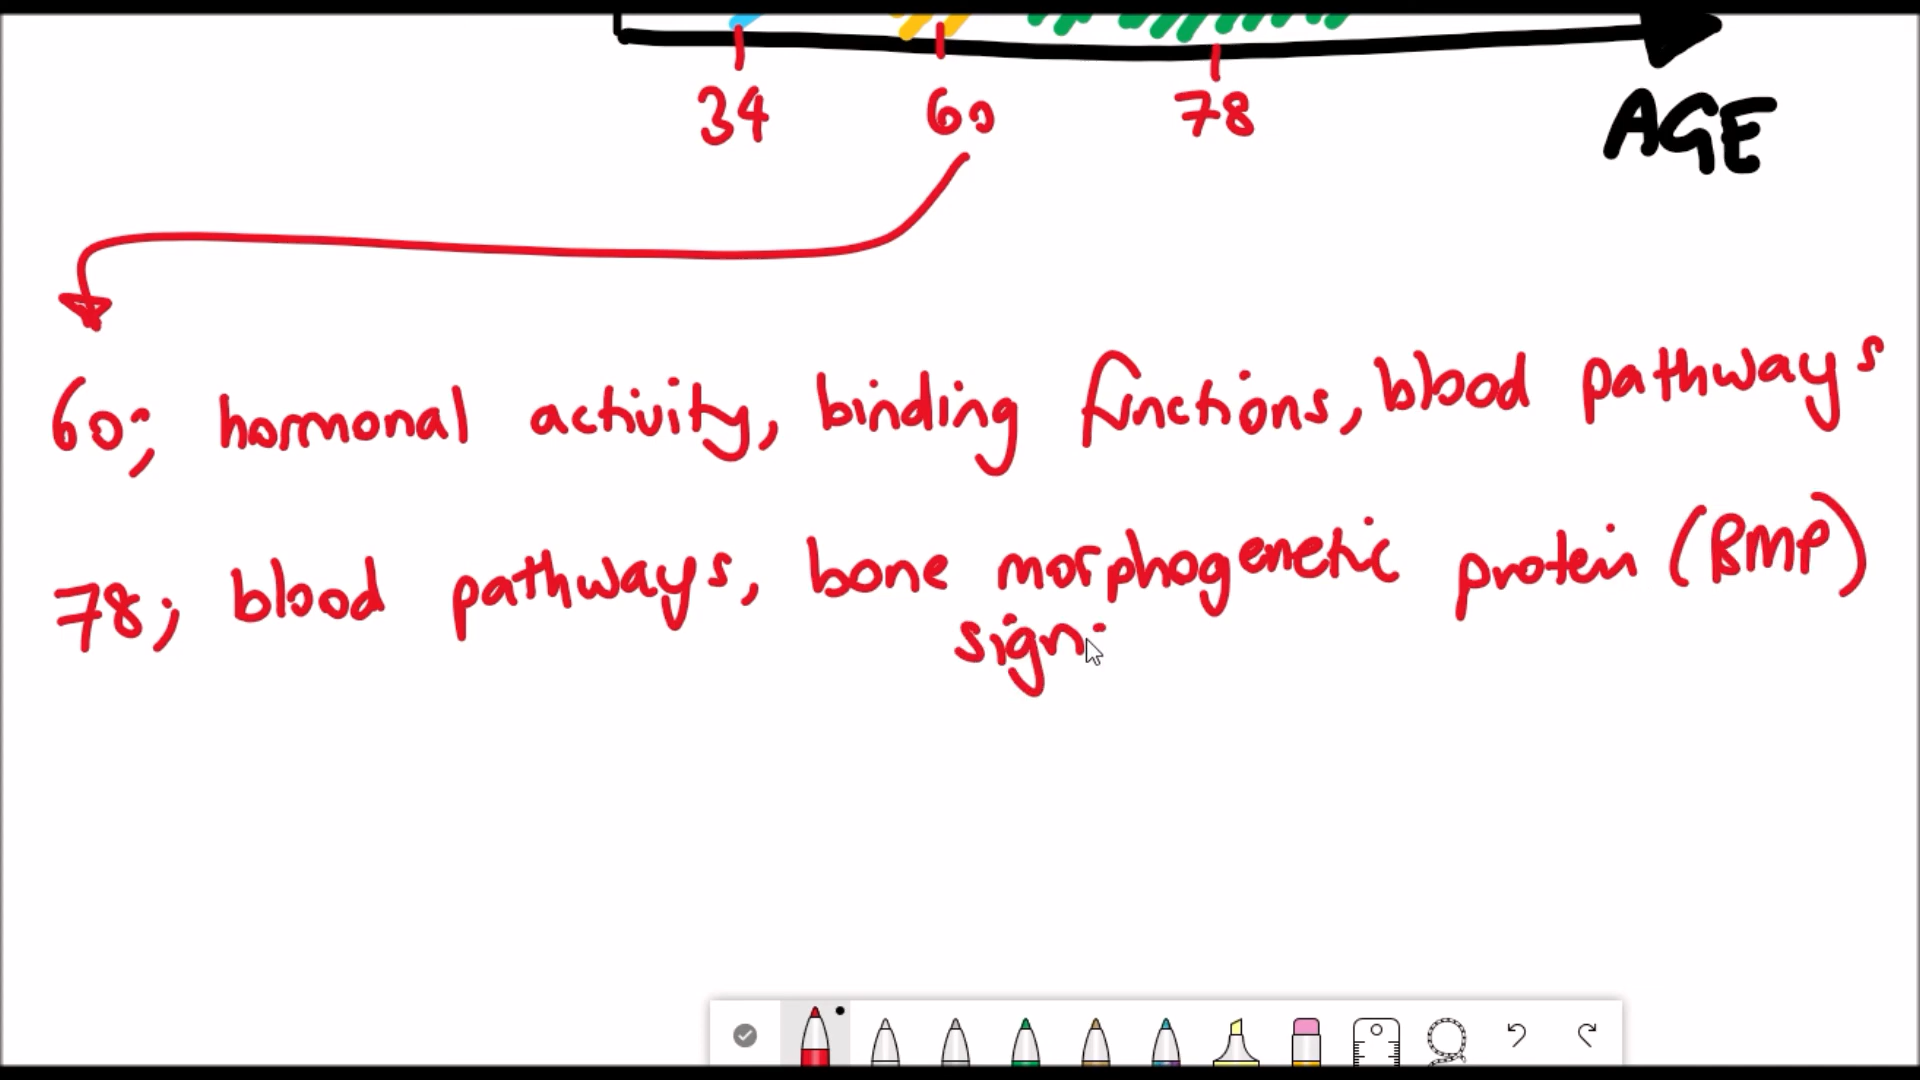 34 60 78
AGE
60; hormonal activity, binding functions, blood pathways
78; blood pathways, bone morphogenetic protein (BMP)
sign